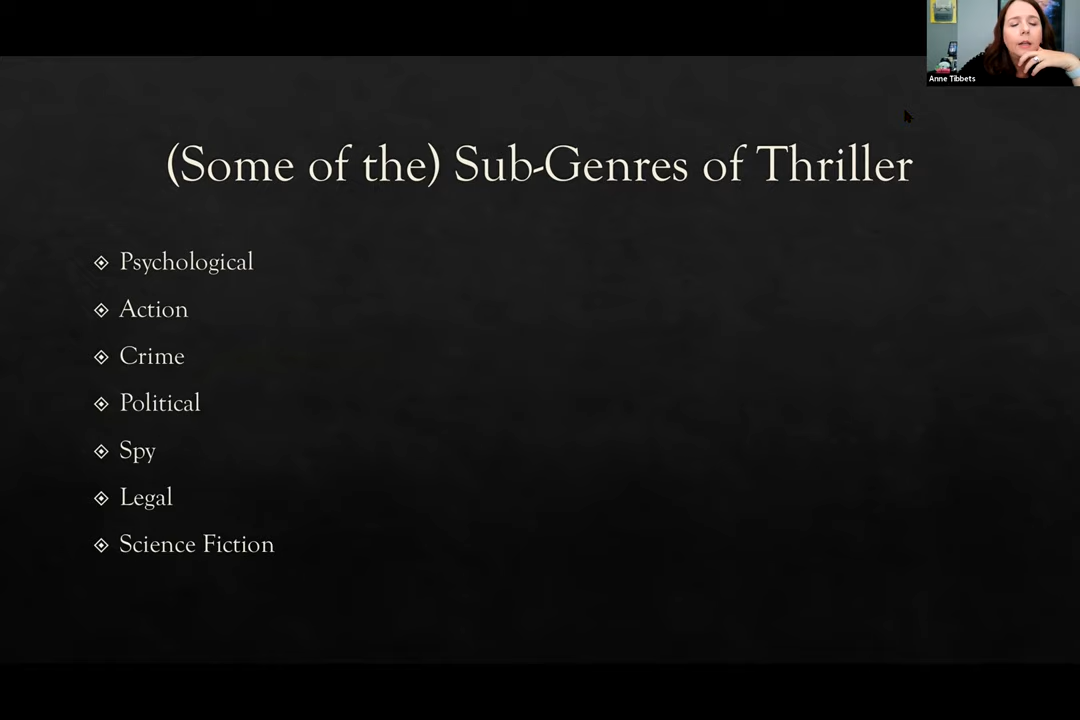 Anne Tibbets
(Some of the) Sub-Genres of Thriller
Psychological
Action
Crime
Political
Spy
Legal
Science Fiction